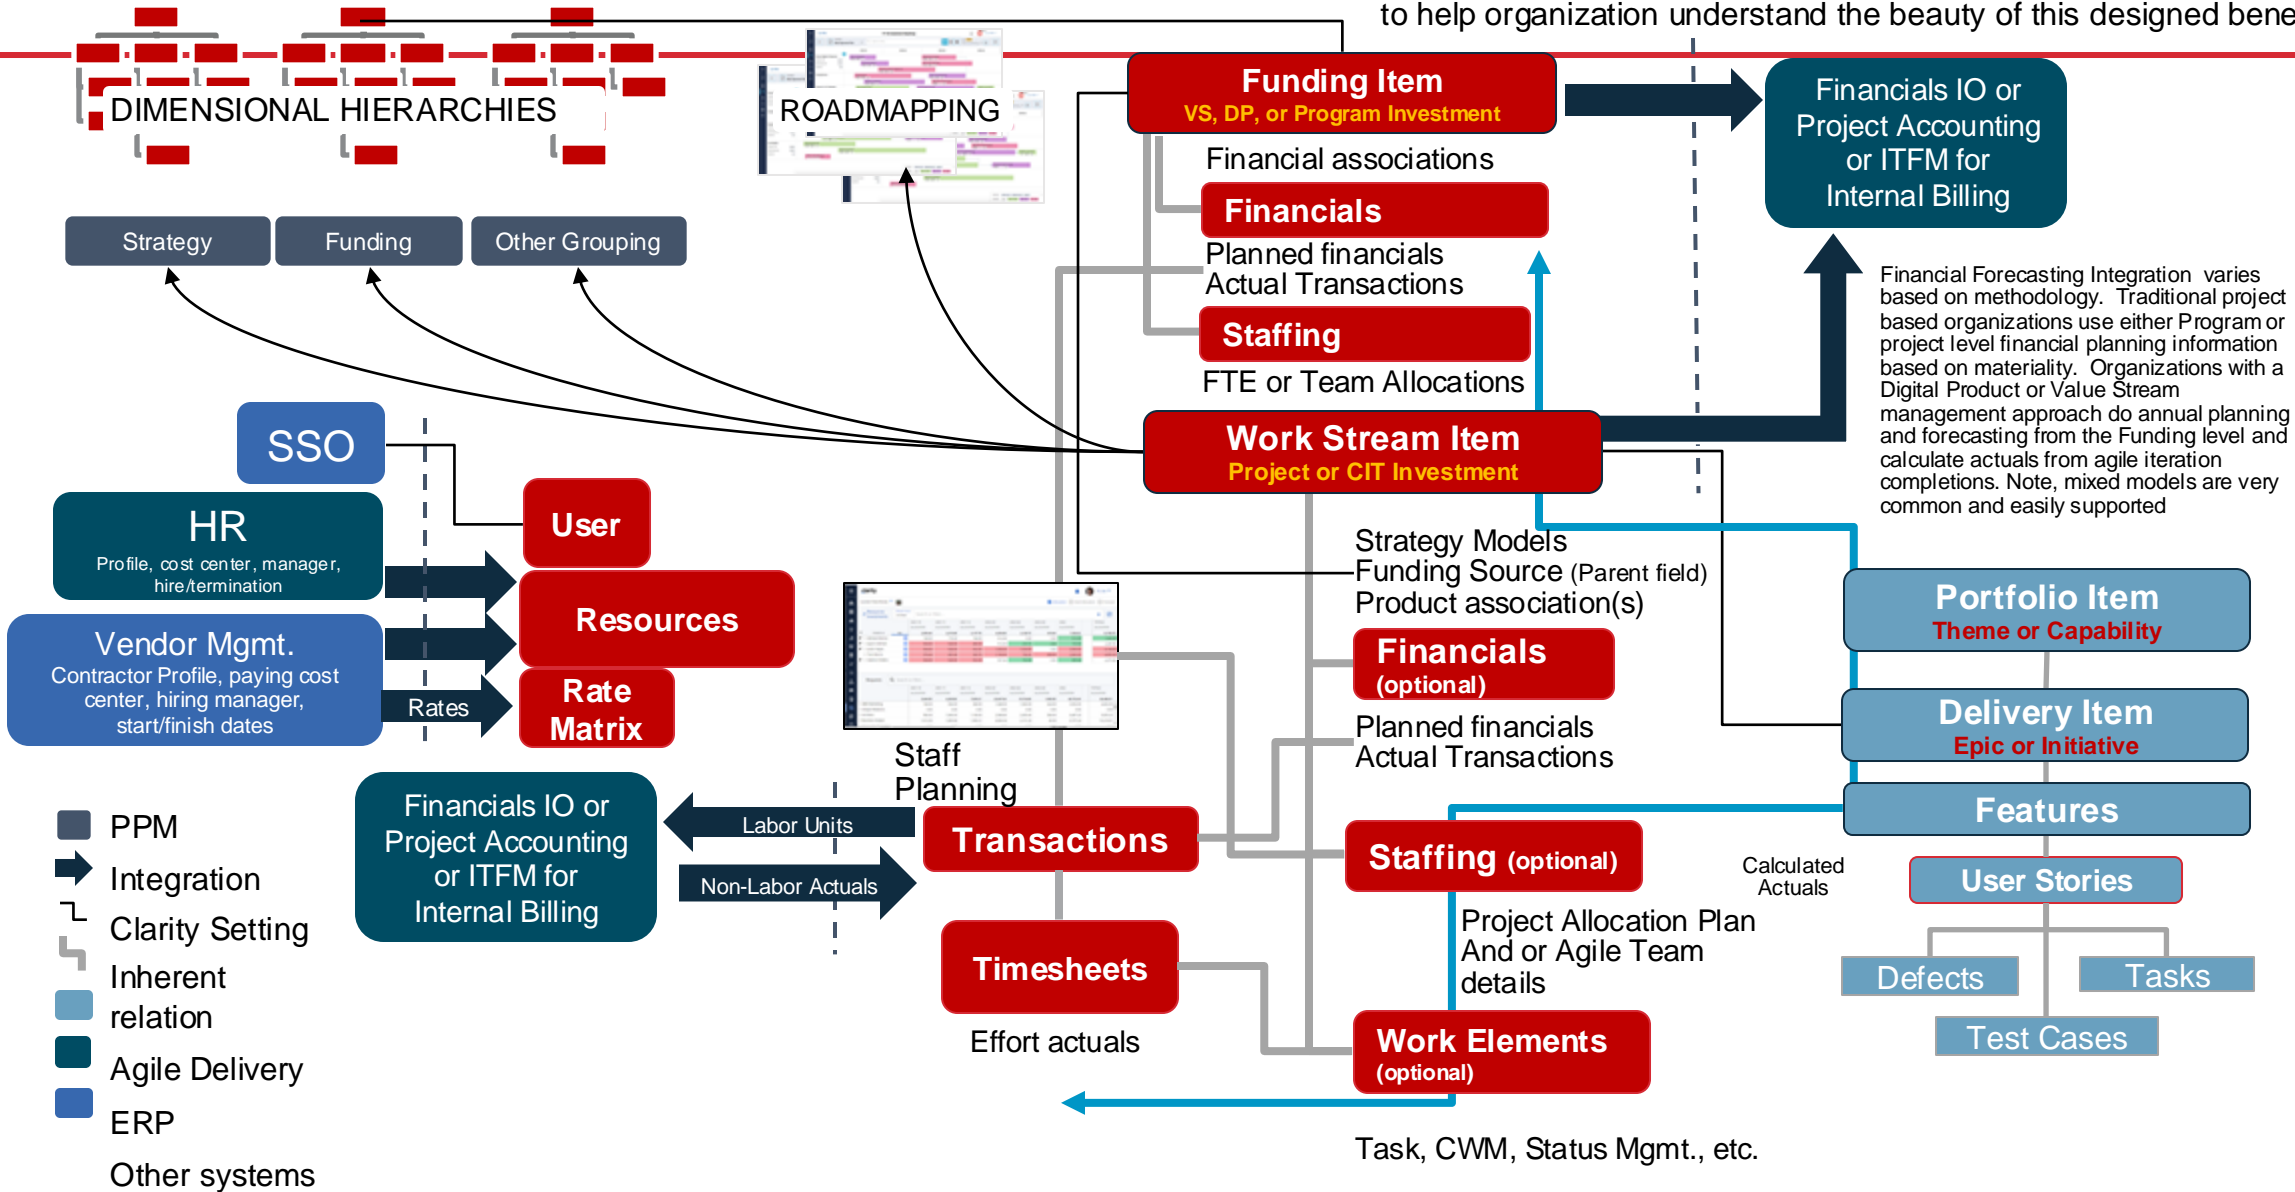 to help organization understand the beauty of this designed bene
DIMENSIONAL HIERARCHIES
ROADMAPPING
Funding Item
VS, DP, or Program Investment
Financials IO or
Project Accounting
or ITFM for
Internal Billing
Financial associations
Financials
Planned financials
Actual Transactions
Staffing
FTE or Team Allocations
Strategy
Funding
Other Grouping
Financial Forecasting Integration varies
based on methodology. Traditional project
based organizations use either Program or
project level financial planning information
based on materiality. Organizations with a
Digital Product or Value Stream
management approach do annual planning
and forecasting from the Funding level and
calculate actuals from agile iteration
completions. Note, mixed models are very
common and easily supported
Work Stream Item
Project or CIT Investment
SSO
HR
Profile, cost center, manager,
hire/termination
Vendor Mgmt.
Contractor Profile, paying cost
center, hiring manager,
start/finish dates
Rates
User
Resources
Rate
Matrix
Strategy Models
Funding Source (Parent field)
Product association(s)
Financials
(optional)
Planned financials
Actual Transactions
Portfolio Item
Theme or Capability
Delivery Item
Epic or Initiative
Features
User Stories
Defects
Tasks
Test Cases
Calculated
Actuals
clarity
Staff
Planning
Financials IO or
Project Accounting
or ITFM for
Internal Billing
Labor Units
Non-Labor Actuals
Transactions
Timesheets
Effort actuals
Staffing (optional)
Project Allocation Plan
And or Agile Team
details
Work Elements
(optional)
Task, CWM, Status Mgmt., etc.
PPM
Integration
Clarity Setting
Inherent
relation
Agile Delivery
ERP
Other systems